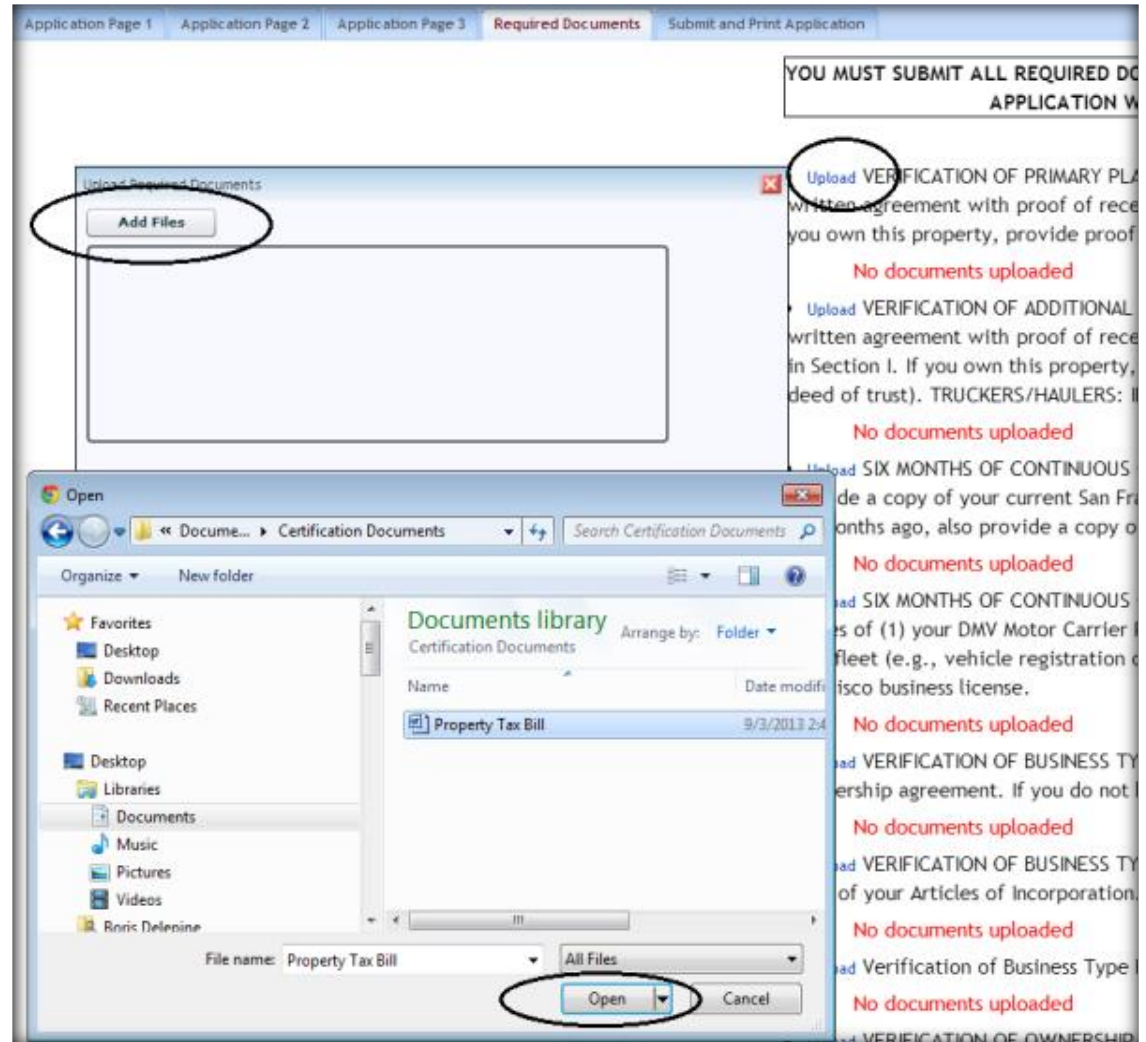 Application Page 1 Application Page 2 Application Page 3 Required Documents Submit and Print Application
YOU MUST SUBMIT ALL REQUIRED DO
APPLICATION W
Upload Required Documents
Add Files
Upload VERIFICATION OF PRIMARY PLA
written agreement with proof of rece
you own this property, provide proof
No documents uploaded
Upload VERIFICATION OF ADDITIONAL
written agreement with proof of rece
in Section I. If you own this property,
deed of trust). TRUCKERS/HAULERS: I
No documents uploaded
Upload SIX MONTHS OF CONTINUOUS
de a copy of your current San Fra
onths ago, also provide a copy o
No documents uploaded
ad SIX MONTHS OF CONTINUOUS
es of (1) your DMV Motor Carrier
fleet (e.g., vehicle registration
isco business license.
No documents uploaded
ad VERIFICATION OF BUSINESS TY
ership agreement. If you do not
No documents uploaded
ad VERIFICATION OF BUSINESS TY
of your Articles of Incorporation.
No documents uploaded
ad Verification of Business Type
No documents uploaded
VERIFICATION OF OWNERSHIP
Open
« Docume... Certification Documents Search Certification Documents
Organize New folder
Favorites
Desktop
Downloads
Recent Places
Desktop
Libraries
Documents
Music
Pictures
Videos
Boris Delepine
Documents library
Certification Documents
Arrange by: Folder
Name Date modifi
Property Tax Bill 9/3/2013 2:4
File name: Property Tax Bill All Files
Open Cancel